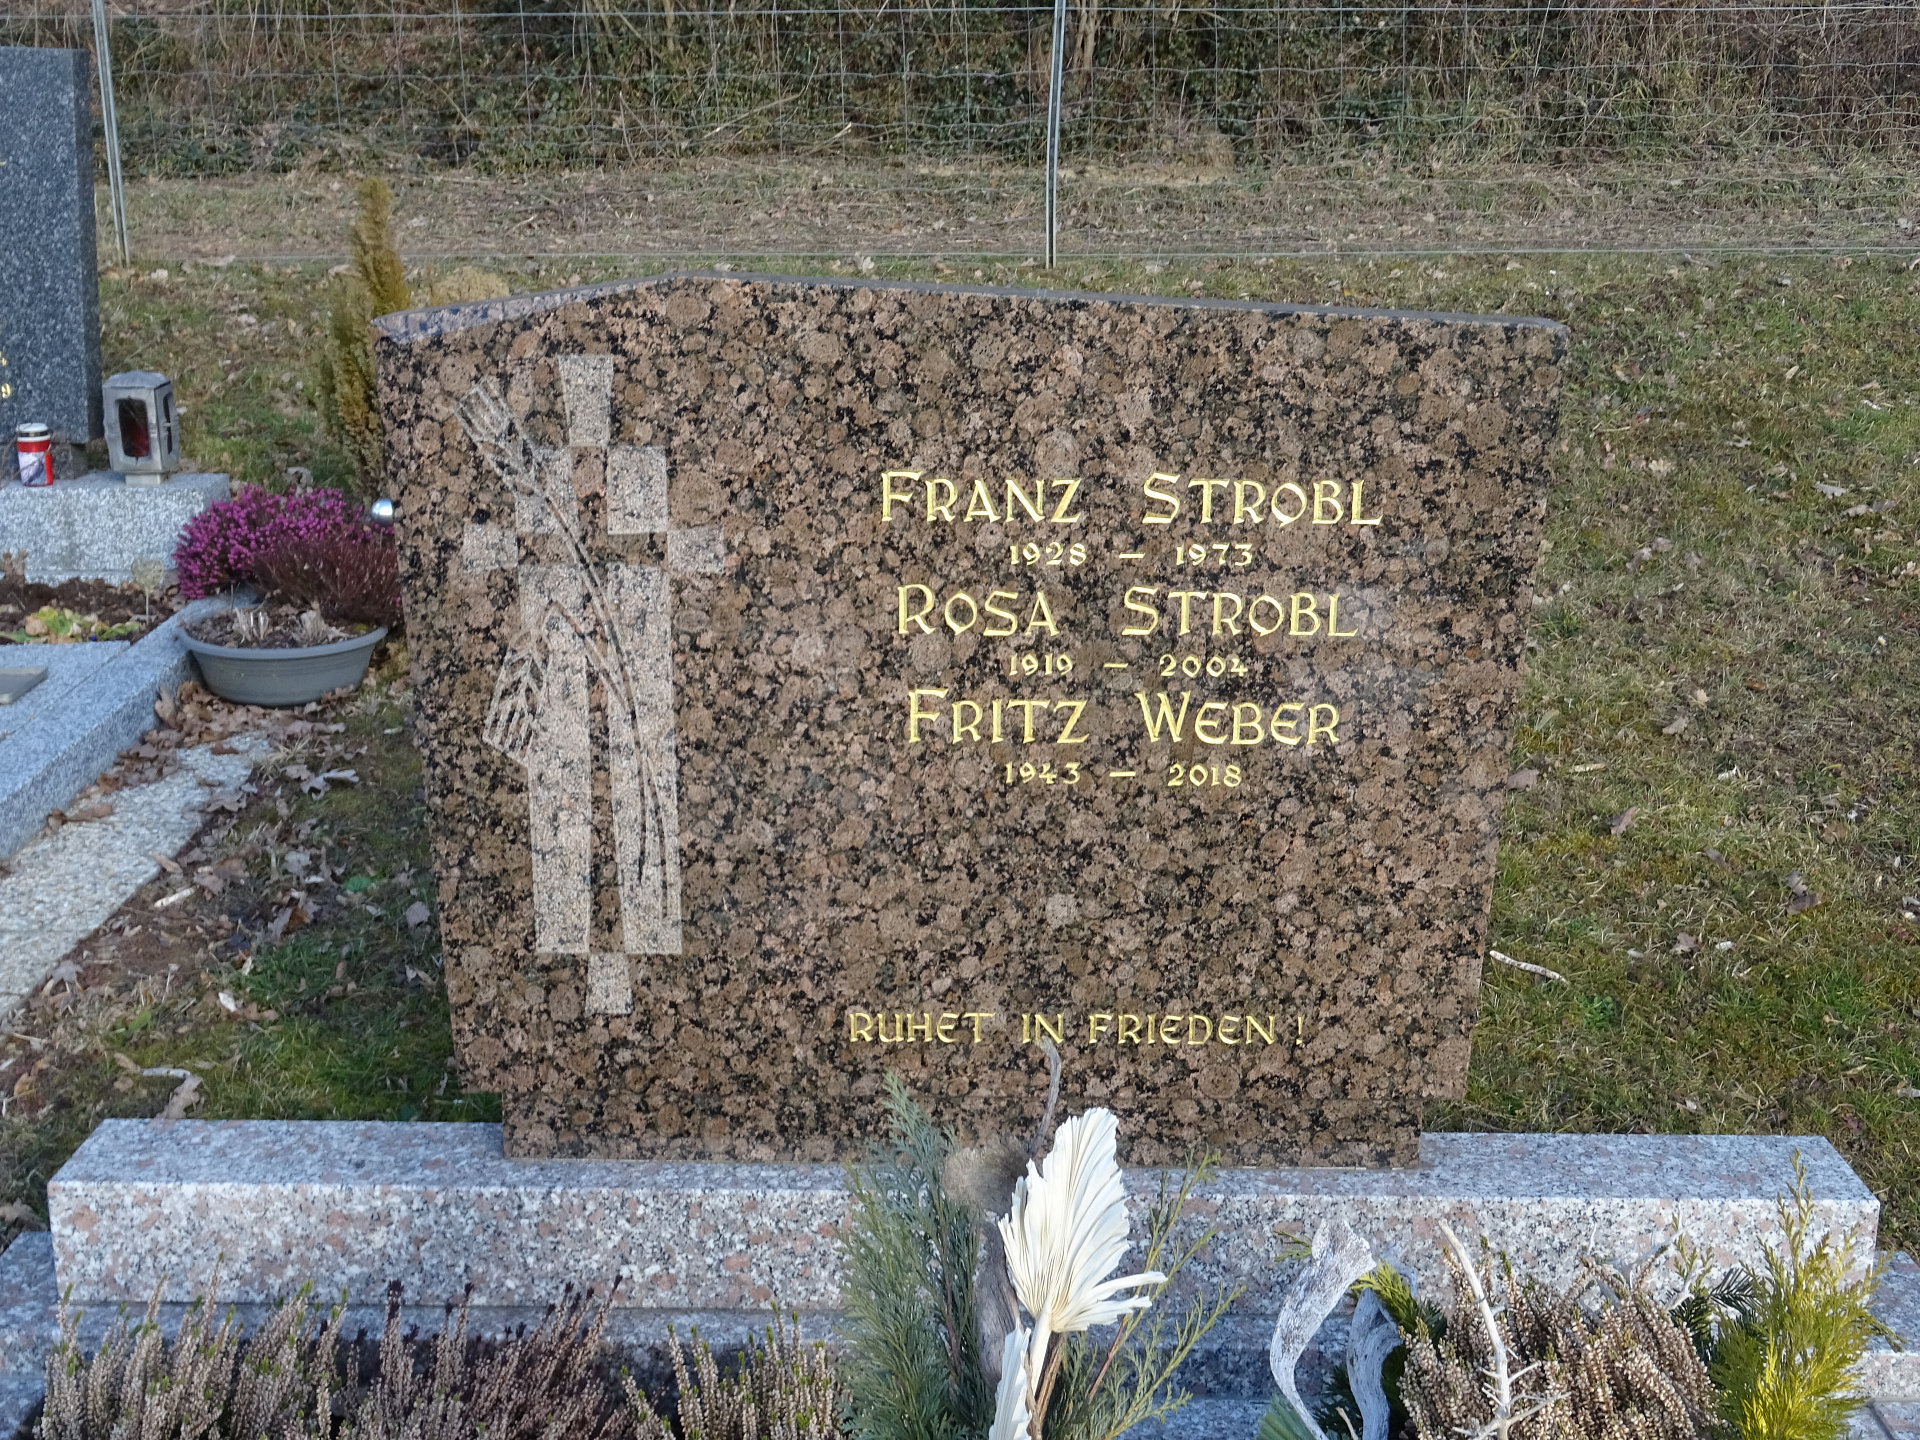 FRANZ STROBL
1928 – 1973
ROSA STROBL
1919 – 2004
FRITZ WEBER
1943 – 2018
RUHET IN FRIEDEN !